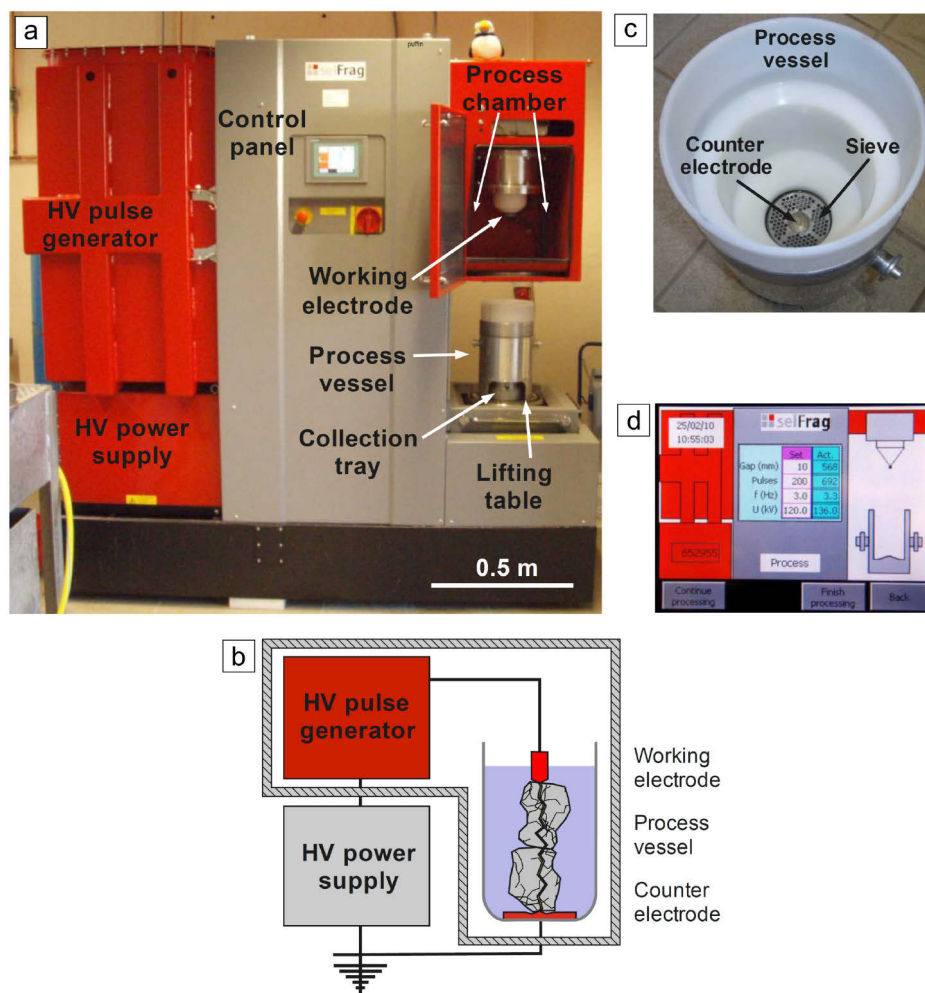 a
puffin
selFrag
Process
chamber
Control
panel
HV pulse
generator
Working
electrode
Process
vessel
HV power
supply
Collection
tray
Lifting
table
0.5 m
c
Process
vessel
Counter
electrode
Sieve
d
25/02/10
10:55:03
selFrag
Set Act.
Gap (mm) 10 568
Pulses 200 692
f (Hz) 3.0 3.3
U (kV) 120.0 136.0
652955
Process
Continue
processing
Finish
processing
Back
b
HV pulse
generator
HV power
supply
Working
electrode
Process
vessel
Counter
electrode